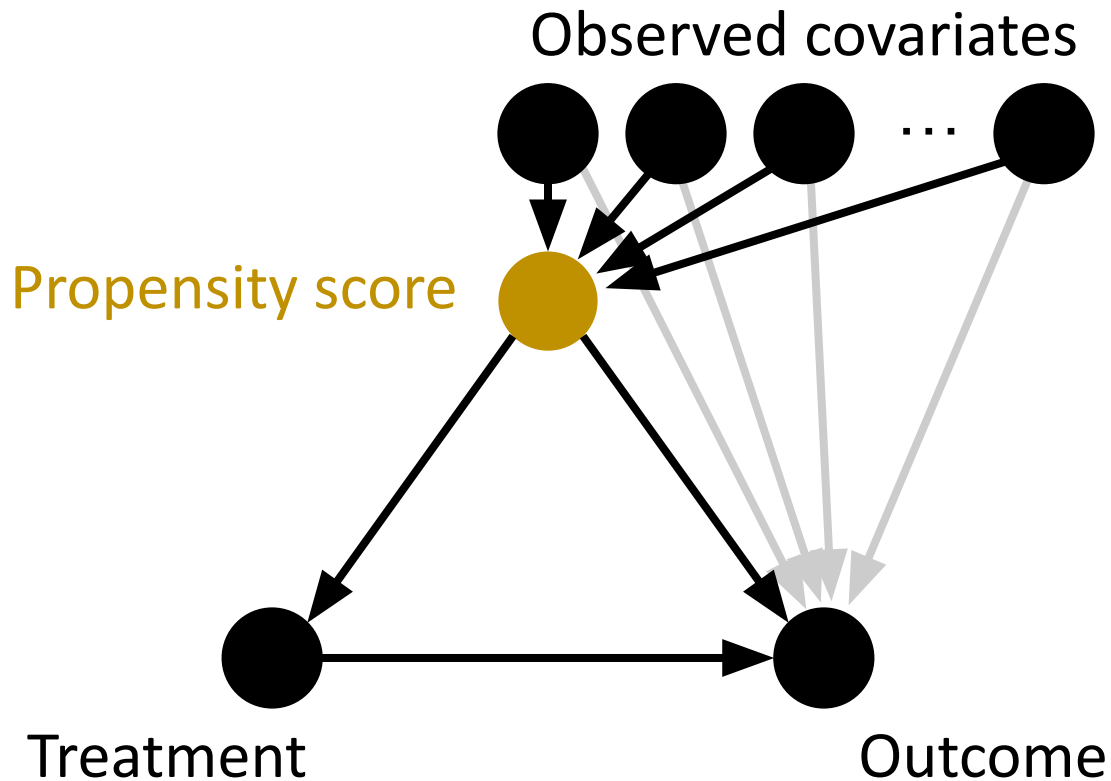 Observed covariates
...
Propensity score
Treatment
Outcome